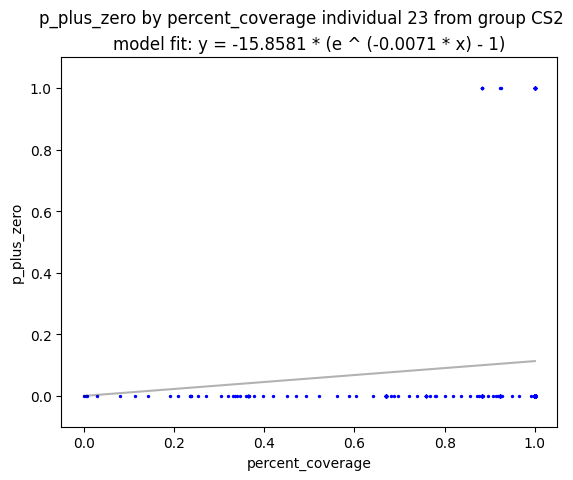 p_plus_zero by percent_coverage individual 23 from group CS2
model fit: y = -15.8581 * (e ^ (-0.0071 * x) - 1)
1.0
0.8
0.6
0.4
0.2
0.0
p_plus_zero
0.0 0.2 0.4 0.6 0.8 1.0
percent_coverage